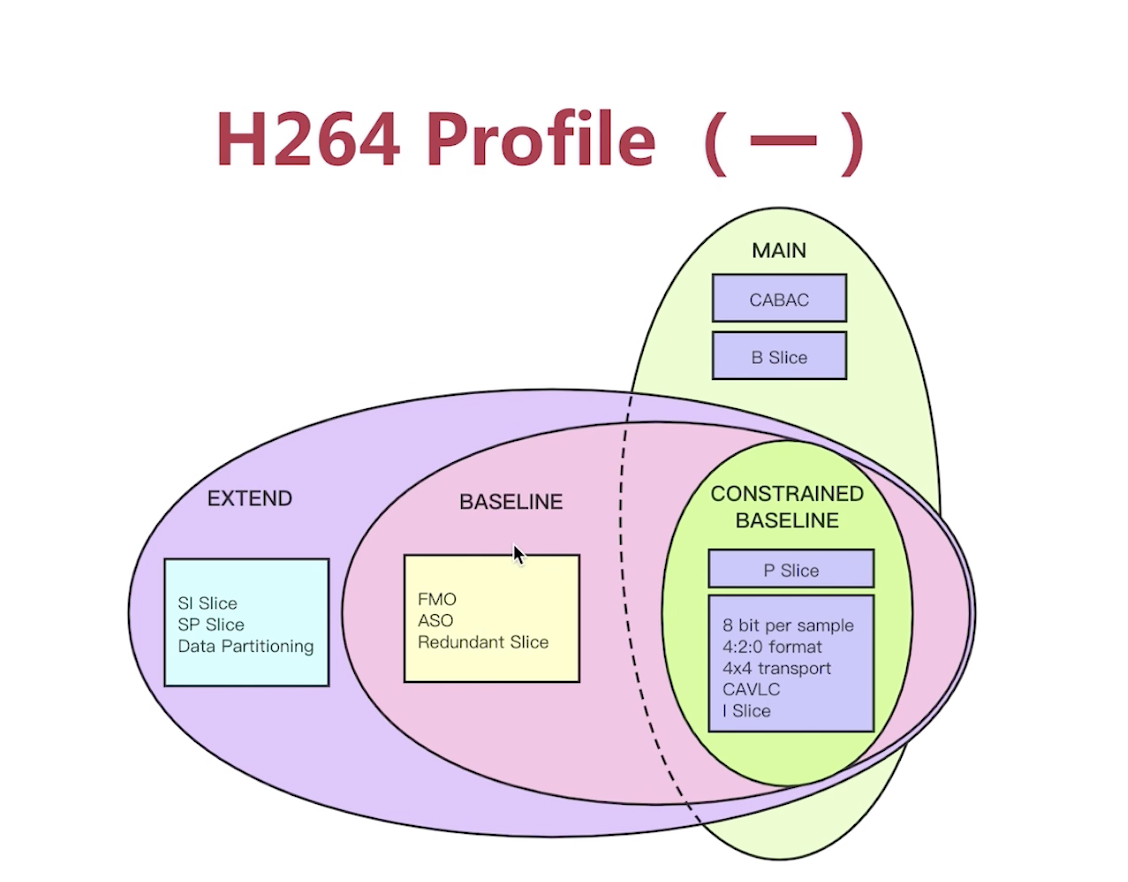 H264 Profile（一）
MAIN
CABAC
B Slice
EXTEND
SI Slice
SP Slice
Data Partitioning
BASELINE
FMO
ASO
Redundant Slice
CONSTRAINED
BASELINE
P Slice
8 bit per sample
4:2:0 format
4x4 transport
CAVLC
I Slice